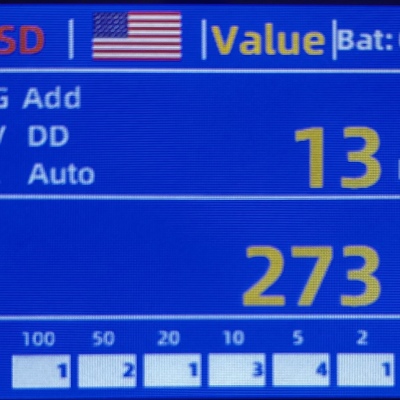 SD | Value | Bat:
G Add
DD
Auto
13
273
100 50 20 10 5 2
1 2 1 3 4 1